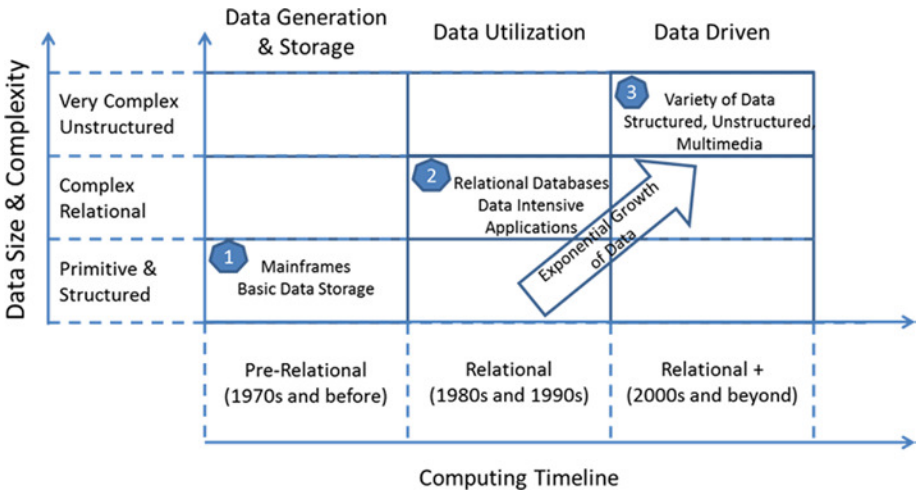 Data Generation
& Storage
Data Utilization
Data Driven
Data Size & Complexity
Very Complex
Unstructured
3
Variety of Data
Structured, Unstructured,
Multimedia
Complex
Relational
2
Relational Databases
Data Intensive
Applications
Exponential Growth
of Data
Primitive &
Structured
1
Mainframes
Basic Data Storage
Pre-Relational
(1970s and before)
Relational
(1980s and 1990s)
Relational +
(2000s and beyond)
Computing Timeline